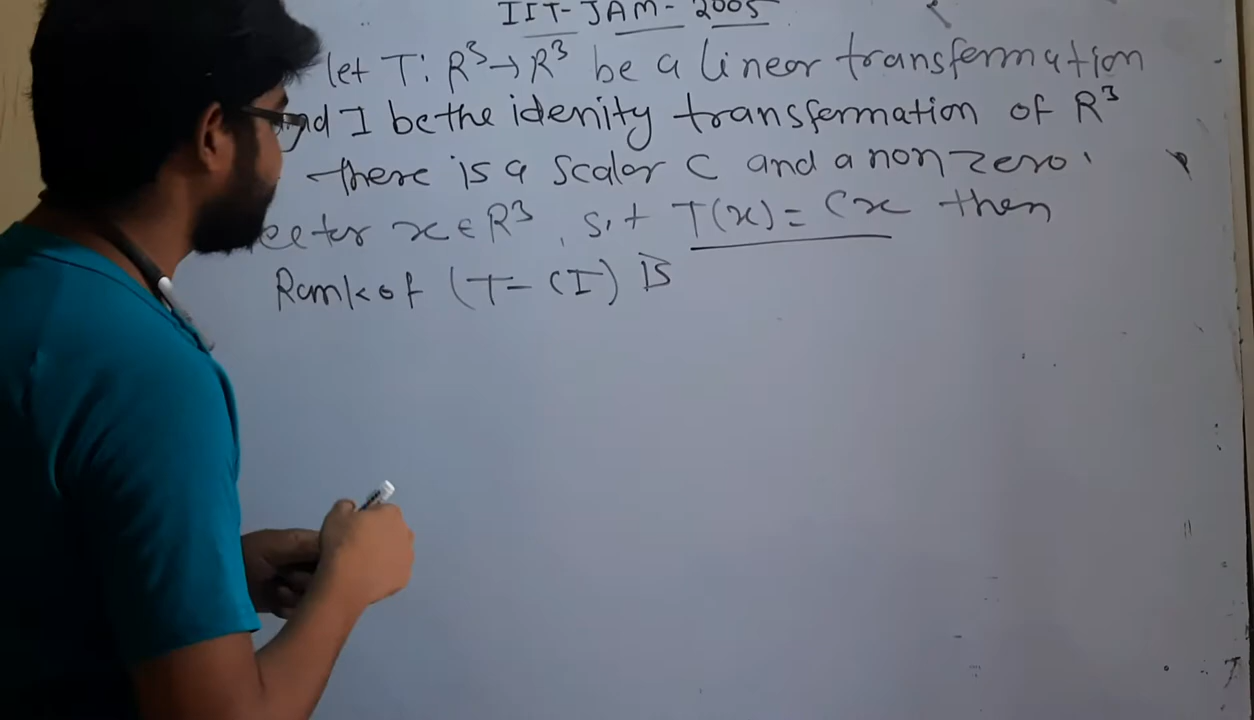 IIT-JAM-2005
let T: R³→R³ be a linear transformation
I be the idenity transformation of R³
there is a scalar C and a non zero
x ∈ R³, s.t T(x) = Cx then
Rank of (T - CI) is